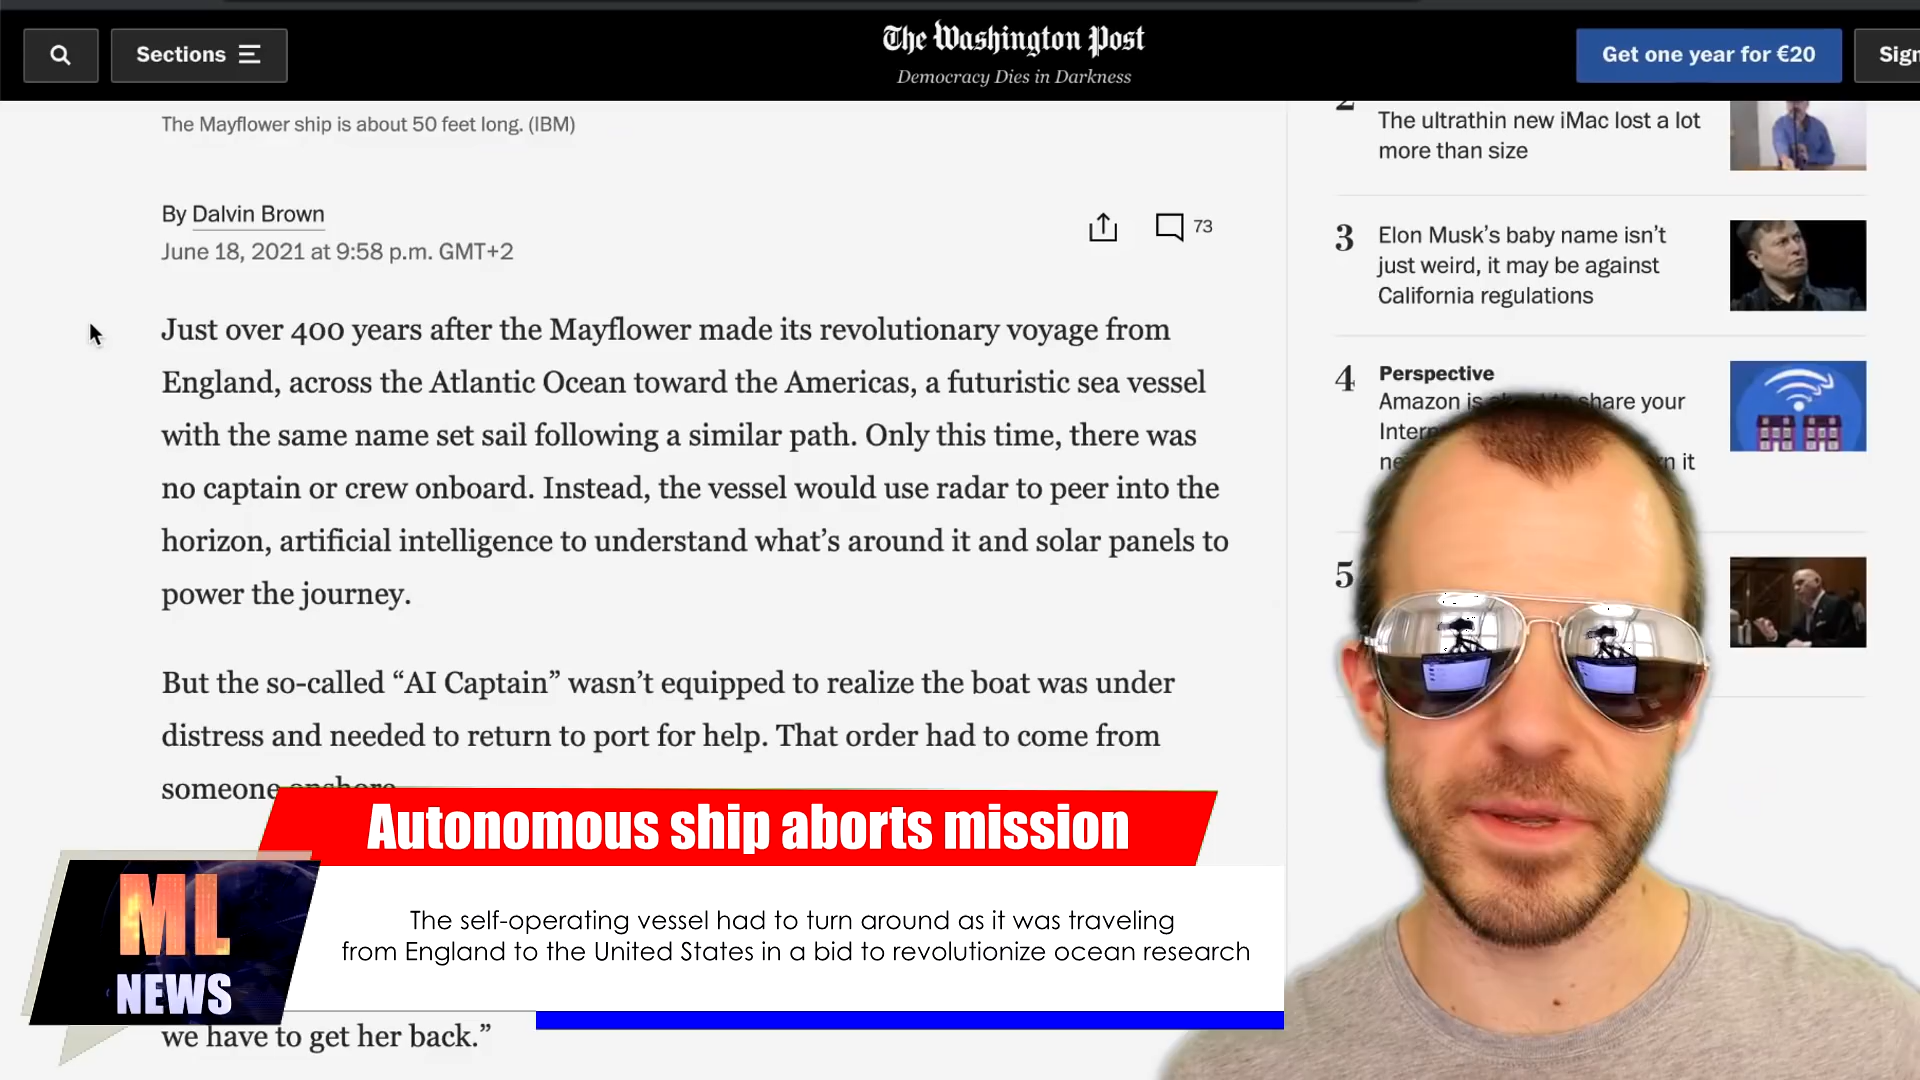 Sections
The Washington Post
Democracy Dies in Darkness
Get one year for €20
Sign
The Mayflower ship is about 50 feet long. (IBM)
By Dalvin Brown
June 18, 2021 at 9:58 p.m. GMT+2
73
Just over 400 years after the Mayflower made its revolutionary voyage from
England, across the Atlantic Ocean toward the Americas, a futuristic sea vessel
with the same name set sail following a similar path. Only this time, there was
no captain or crew onboard. Instead, the vessel would use radar to peer into the
horizon, artificial intelligence to understand what’s around it and solar panels to
power the journey.
But the so-called “AI Captain” wasn’t equipped to realize the boat was under
distress and needed to return to port for help. That order had to come from
someone onshore.
we have to get her back.”
2
The ultrathin new iMac lost a lot
more than size
3
Elon Musk’s baby name isn’t
just weird, it may be against
California regulations
4
Perspective
Amazon is share your
it
5
Autonomous ship aborts mission
The self-operating vessel had to turn around as it was traveling
from England to the United States in a bid to revolutionize ocean research
ML
NEWS